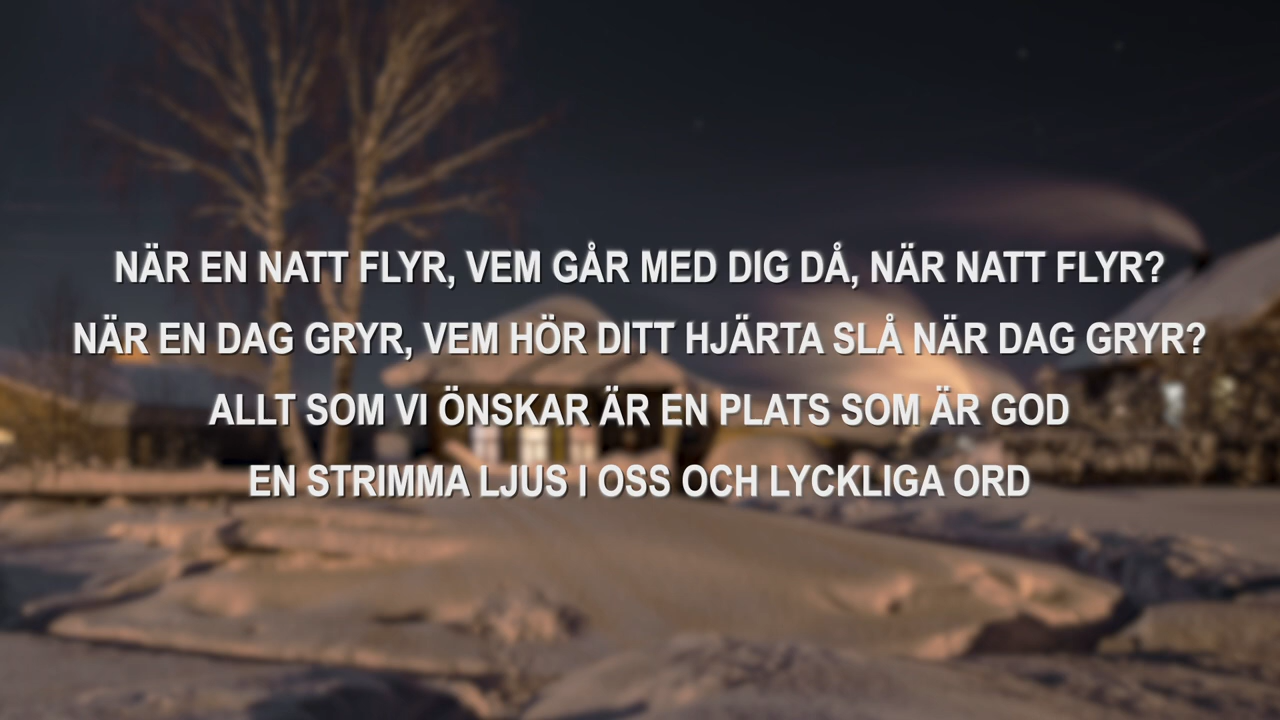 NÄR EN NATT FLYR, VEM GÅR MED DIG DÅ, NÄR NATT FLYR?
NÄR EN DAG GRYR, VEM HÖR DITT HJÄRTA SLÅ NÄR DAG GRYR?
ALLT SOM VI ÖNSKAR ÄR EN PLATS SOM ÄR GOD
EN STRIMMA LJUS I OSS OCH LYCKLIGA ORD